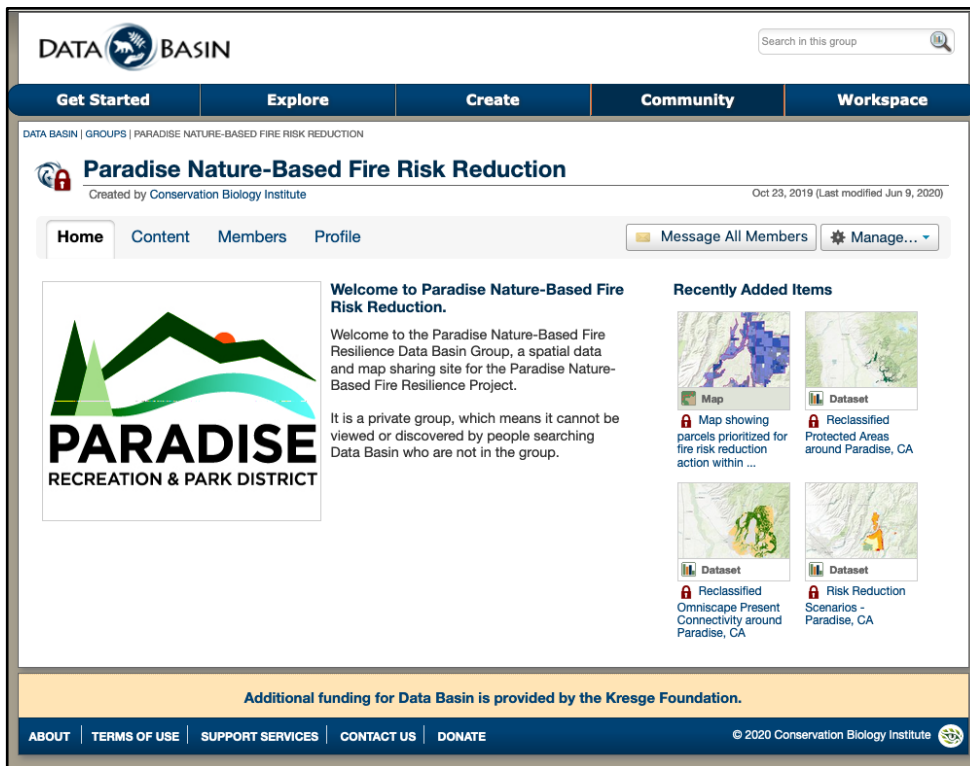 DATA BASIN
Search in this group
Get Started
Explore
Create
Community
Workspace
DATA BASIN | GROUPS | PARADISE NATURE-BASED FIRE RISK REDUCTION
Paradise Nature-Based Fire Risk Reduction
Created by Conservation Biology Institute
Oct 23, 2019 (Last modified Jun 9, 2020)
Home
Content
Members
Profile
Message All Members
Manage...
PARADISE
RECREATION & PARK DISTRICT
Welcome to Paradise Nature-Based Fire
Risk Reduction.
Welcome to the Paradise Nature-Based Fire
Resilience Data Basin Group, a spatial data
and map sharing site for the Paradise Nature-
Based Fire Resilience Project.
It is a private group, which means it cannot be
viewed or discovered by people searching
Data Basin who are not in the group.
Recently Added Items
Map
Map showing
parcels prioritized for
fire risk reduction
action within ...
Dataset
Reclassified
Protected Areas
around Paradise, CA
Dataset
Reclassified
Omniscape Present
Connectivity around
Paradise, CA
Dataset
Risk Reduction
Scenarios -
Paradise, CA
Additional funding for Data Basin is provided by the Kresge Foundation.
ABOUT
TERMS OF USE
SUPPORT SERVICES
CONTACT US
DONATE
© 2020 Conservation Biology Institute